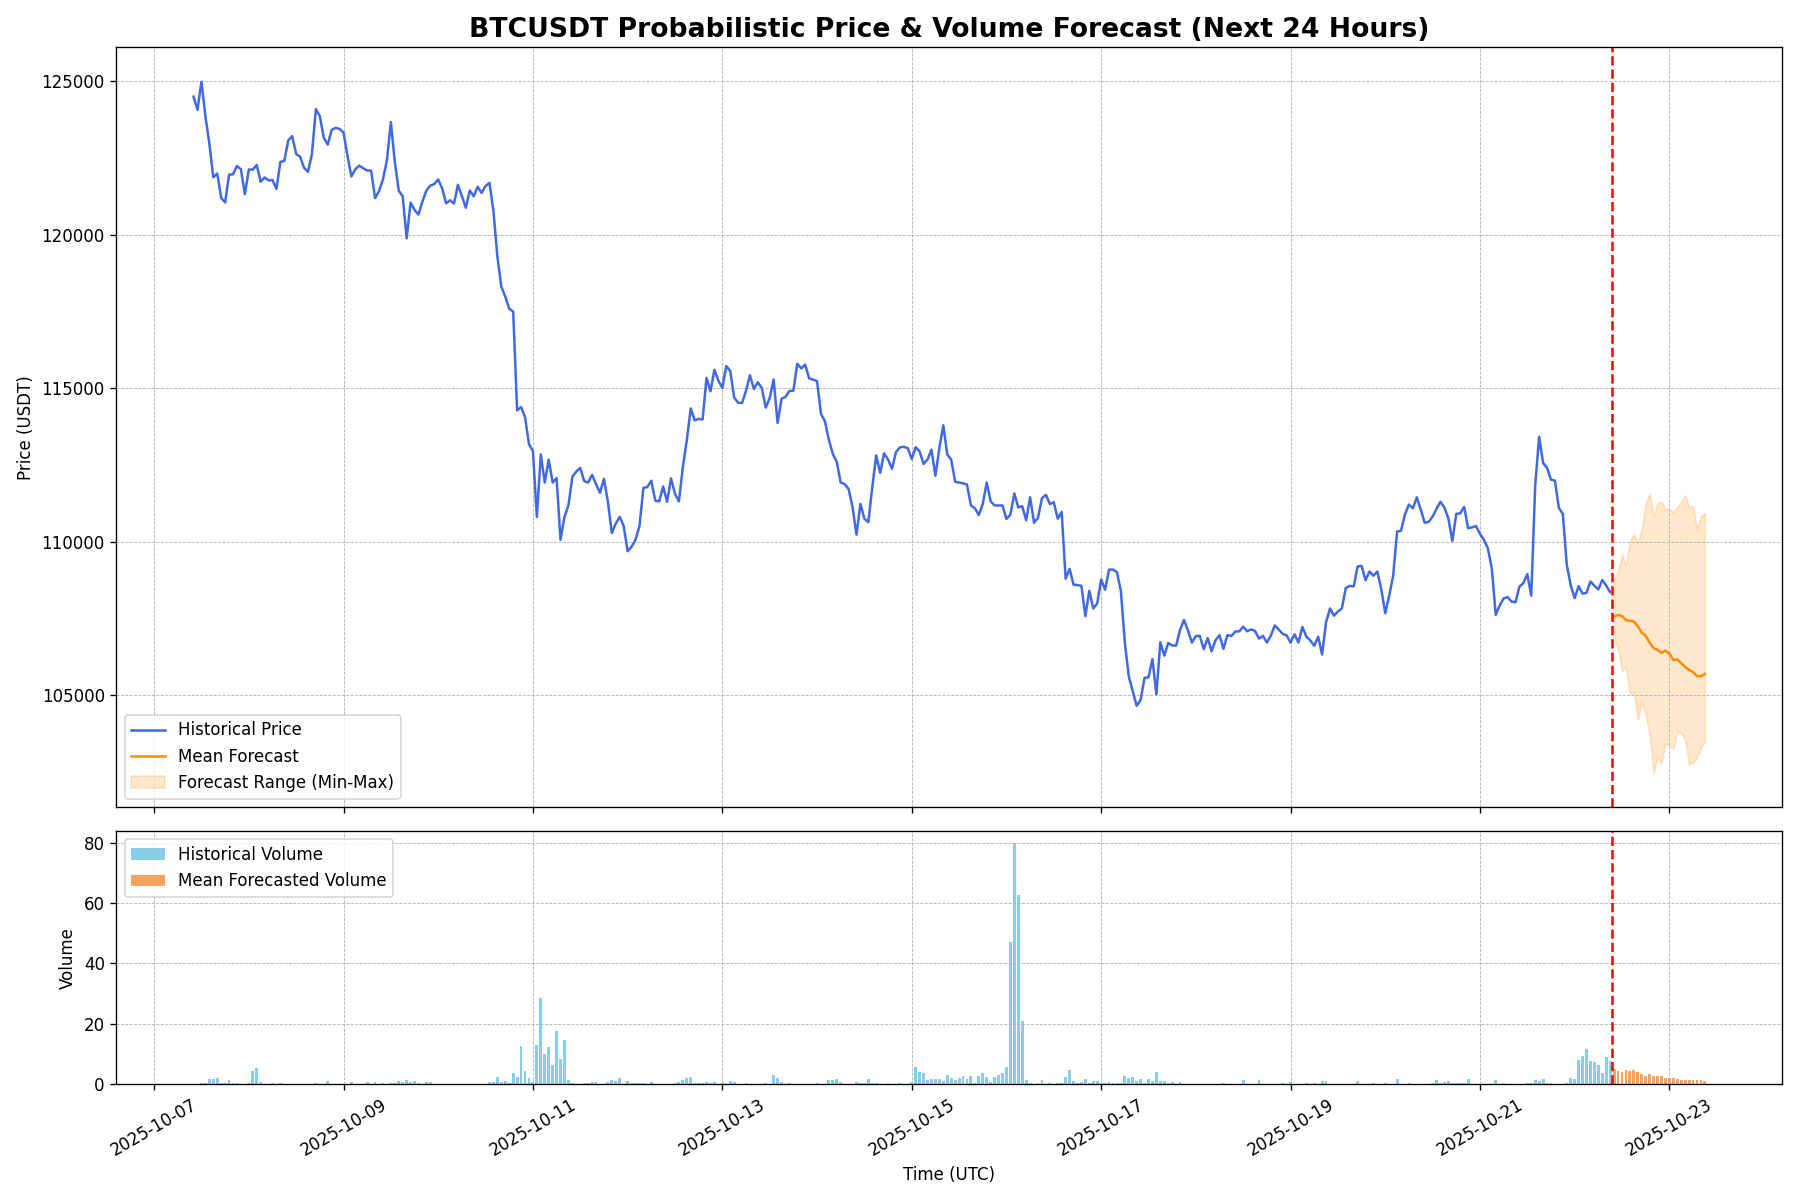 BTCUSDT Probabilistic Price & Volume Forecast (Next 24 Hours)
125000
120000
115000
110000
105000
Price (USDT)
Historical Price
Mean Forecast
Forecast Range (Min-Max)
80
60
40
20
0
Volume
Historical Volume
Mean Forecasted Volume
2025-10-07
2025-10-09
2025-10-11
2025-10-13
2025-10-15
2025-10-17
2025-10-19
2025-10-21
2025-10-23
Time (UTC)